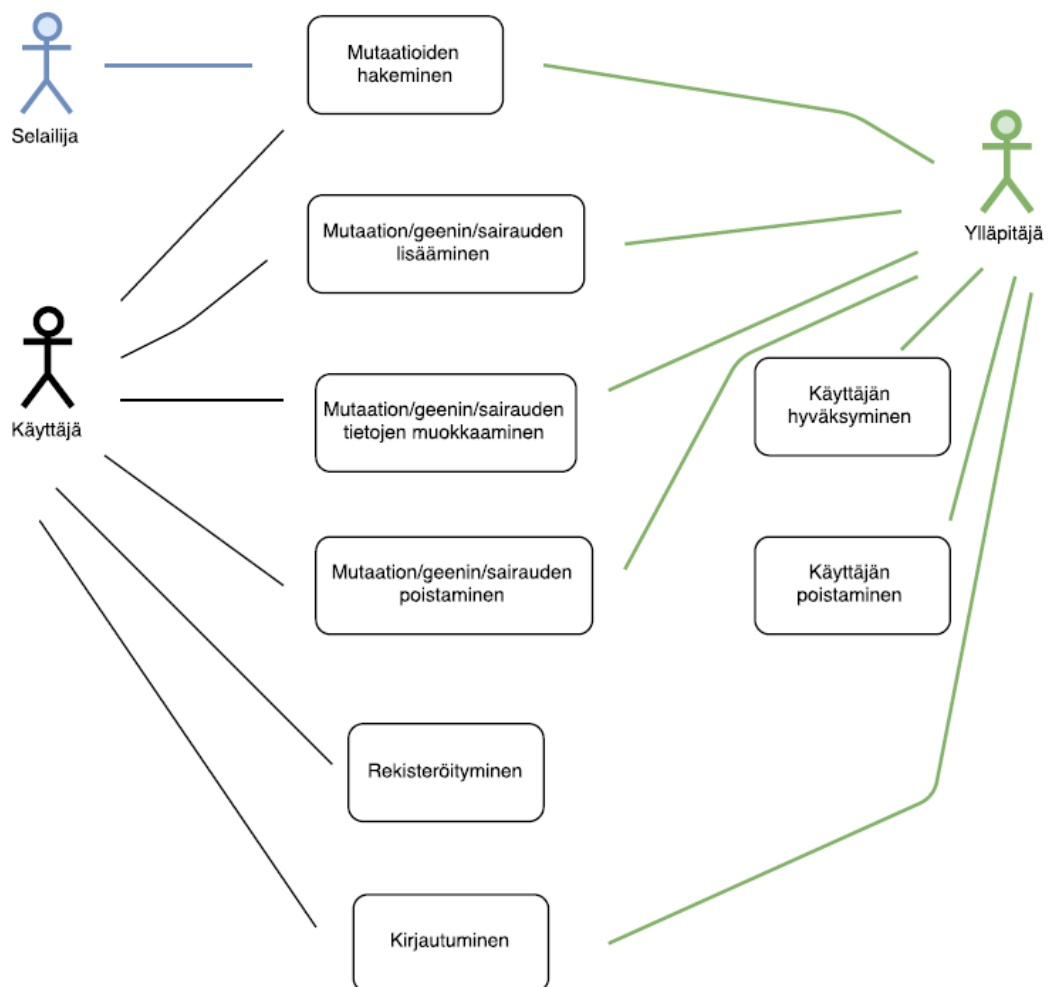 Mutaatioiden
hakeminen
Selailija
Mutaation/geenin/sairauden
lisääminen
Ylläpitäjä
Käyttäjä
Mutaation/geenin/sairauden
tietojen muokkaaminen
Käyttäjän
hyväksyminen
Mutaation/geenin/sairauden
poistaminen
Käyttäjän
poistaminen
Rekisteröityminen
Kirjautuminen